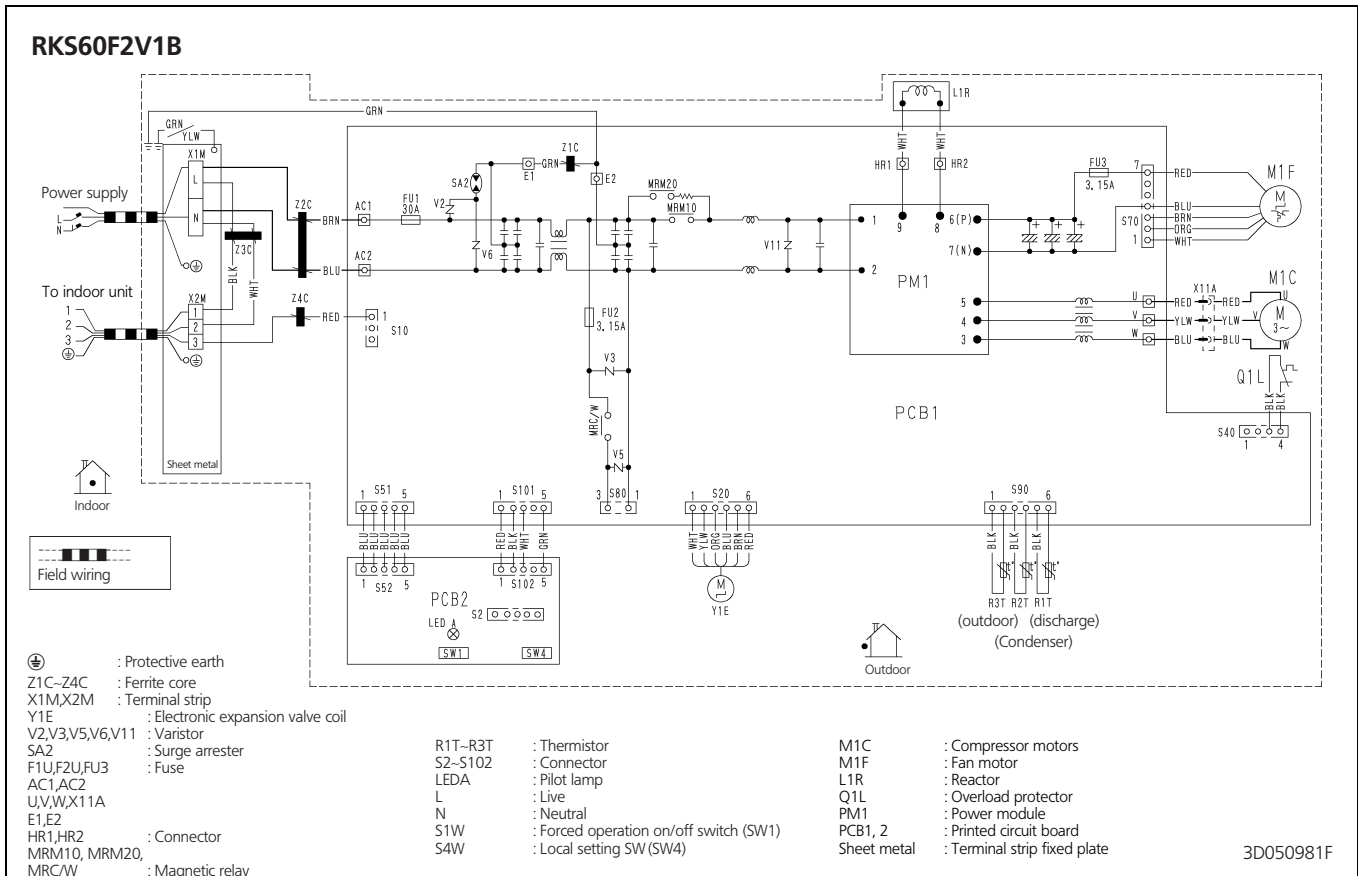 RKS60F2V1B
L1R
GRN
GRN
YLW
X1M
L
N
Power supply
L
N
Z3C
BLK
WHT
To indoor unit
1
2
3
X2M
1
2
3
Sheet metal
Z2C
BRN
BLU
Z4C
RED
AC1
AC2
1
S10
FU1
30A
V2
SA2
V6
E1
GRN
Z1C
E2
MRM20
MRM10
FU2
3.15A
V3
MRC/W
V5
3 S80 1
V11
WHT
WHT
HR1
HR2
1
2
9
8
6(P)
7(N)
PM1
5
4
3
FU3
3.15A
7
S70
1
RED
BLU
BRN
ORG
WHT
M1F
M
U
V
W
RED
YLW
BLU
X11A
RED
YLW
BLU
M1C
U
V
W
M
3~
Q1L
BLK
BLK
S40
1 4
PCB1
1 S51 5
BLU
BLU
BLU
BLU
BLU
1 S52 5
1 S101 5
RED
BLK
WHT
GRN
1 S102 5
PCB2
S2
LED A
SW1
SW4
1 S20 6
WHT
YLW
ORG
BLU
BRN
RED
M
Y1E
1 S90 6
BLK
BLK
BLK
t°
t°
t°
R3T R2T R1T
(outdoor) (discharge)
(Condenser)
Indoor
Outdoor
Field wiring
: Protective earth
Z1C~Z4C : Ferrite core
X1M,X2M : Terminal strip
Y1E : Electronic expansion valve coil
V2,V3,V5,V6,V11 : Varistor
SA2 : Surge arrester
F1U,F2U,FU3 : Fuse
AC1,AC2
U,V,W,X11A
E1,E2
HR1,HR2 : Connector
MRM10, MRM20,
MRC/W : Magnetic relay
R1T~R3T : Thermistor
S2~S102 : Connector
LEDA : Pilot lamp
L : Live
N : Neutral
S1W : Forced operation on/off switch (SW1)
S4W : Local setting SW (SW4)
M1C : Compressor motors
M1F : Fan motor
L1R : Reactor
Q1L : Overload protector
PM1 : Power module
PCB1, 2 : Printed circuit board
Sheet metal : Terminal strip fixed plate
3D050981F